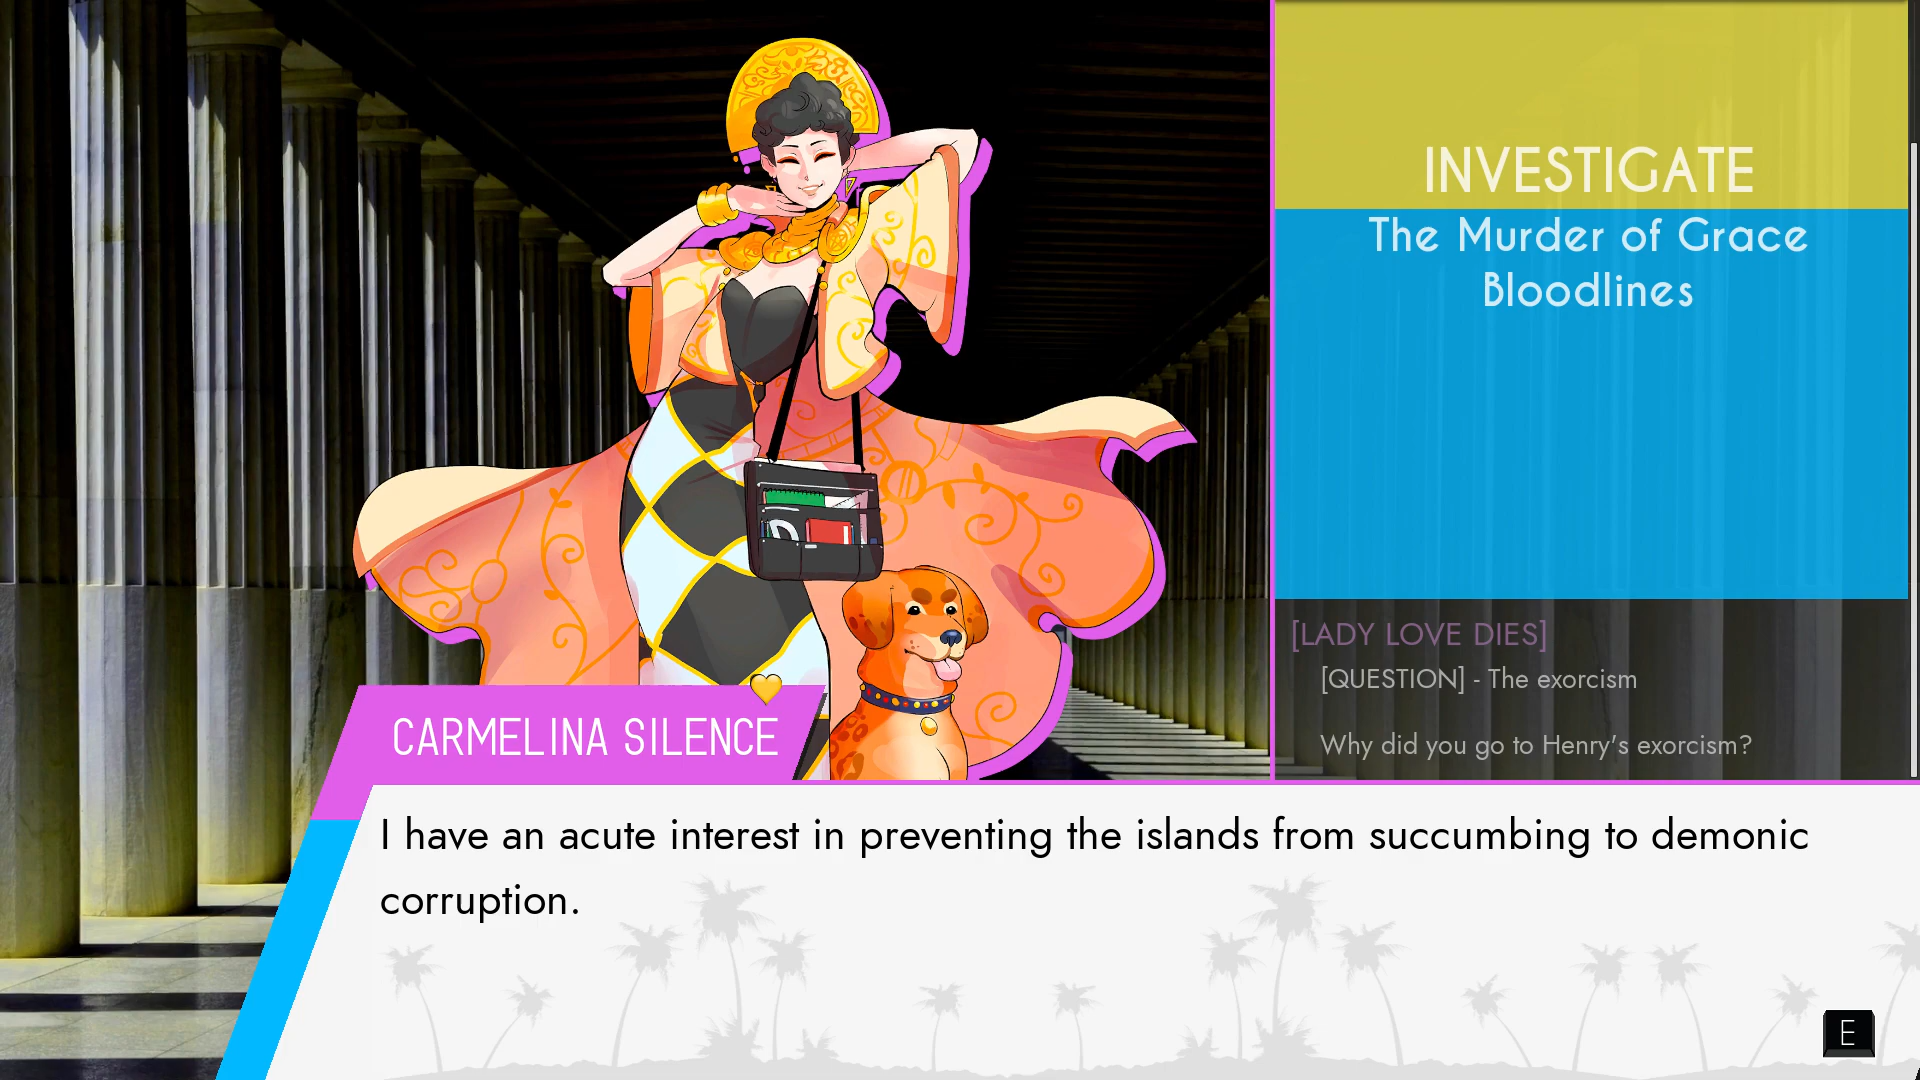 INVESTIGATE
The Murder of Grace
Bloodlines
[LADY LOVE DIES]
[QUESTION] - The exorcism
Why did you go to Henry's exorcism?
CARMELINA SILENCE
I have an acute interest in preventing the islands from succumbing to demonic
corruption.
E